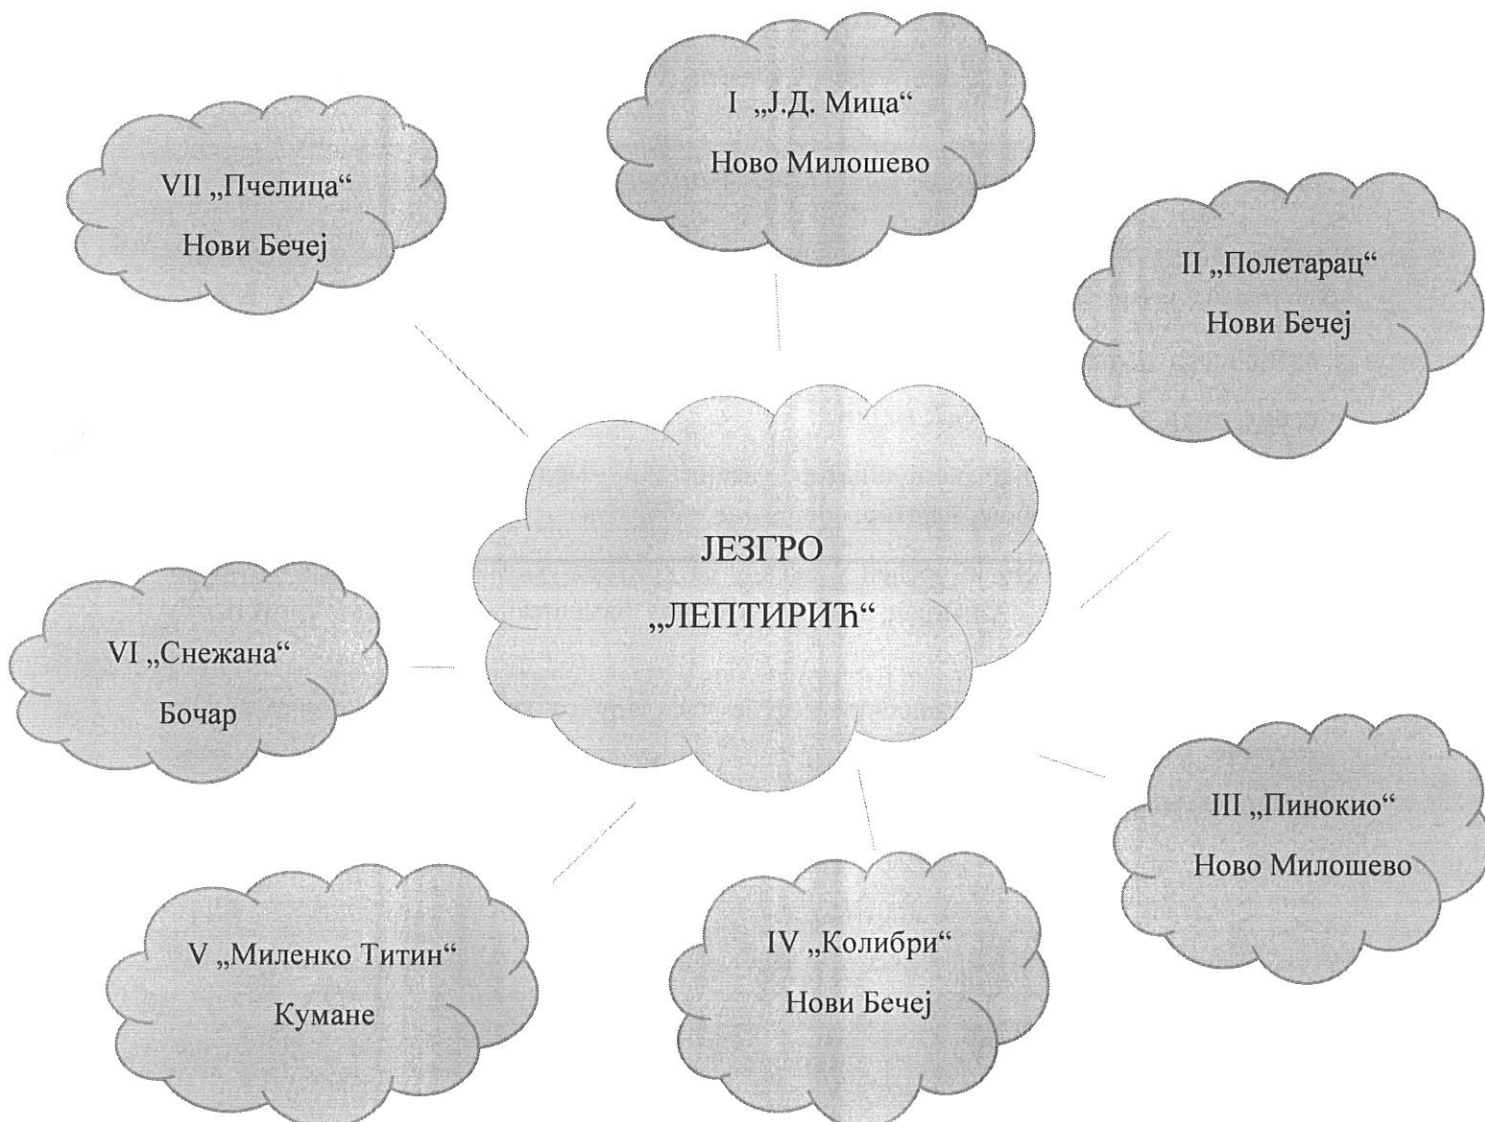 I „Ј.Д. Мица“
Ново Милошево
VII „Пчелица“
Нови Бечеј
II „Полетарац“
Нови Бечеј
ЈЕЗГРО
„ЛЕПТИРИЋ“
VI „Снежана“
Бочар
III „Пинокио“
Ново Милошево
V „Миленко Титин“
Кумане
IV „Колибри“
Нови Бечеј